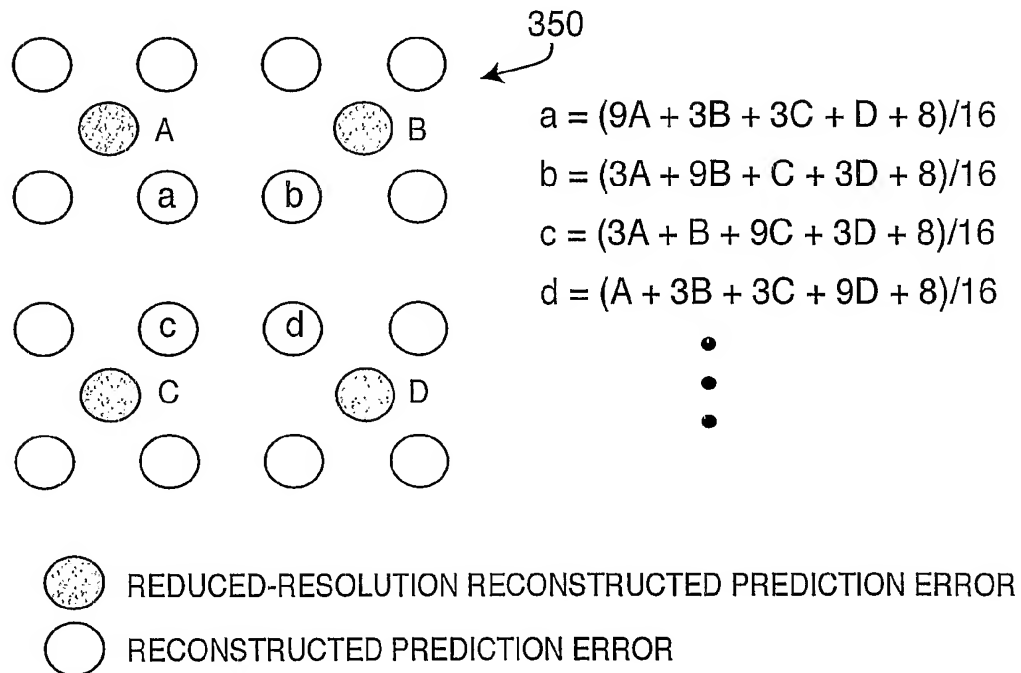 350
A
B
a
b
c
d
C
D
a = (9A + 3B + 3C + D + 8)/16
b = (3A + 9B + C + 3D + 8)/16
c = (3A + B + 9C + 3D + 8)/16
d = (A + 3B + 3C + 9D + 8)/16
REDUCED-RESOLUTION RECONSTRUCTED PREDICTION ERROR
RECONSTRUCTED PREDICTION ERROR